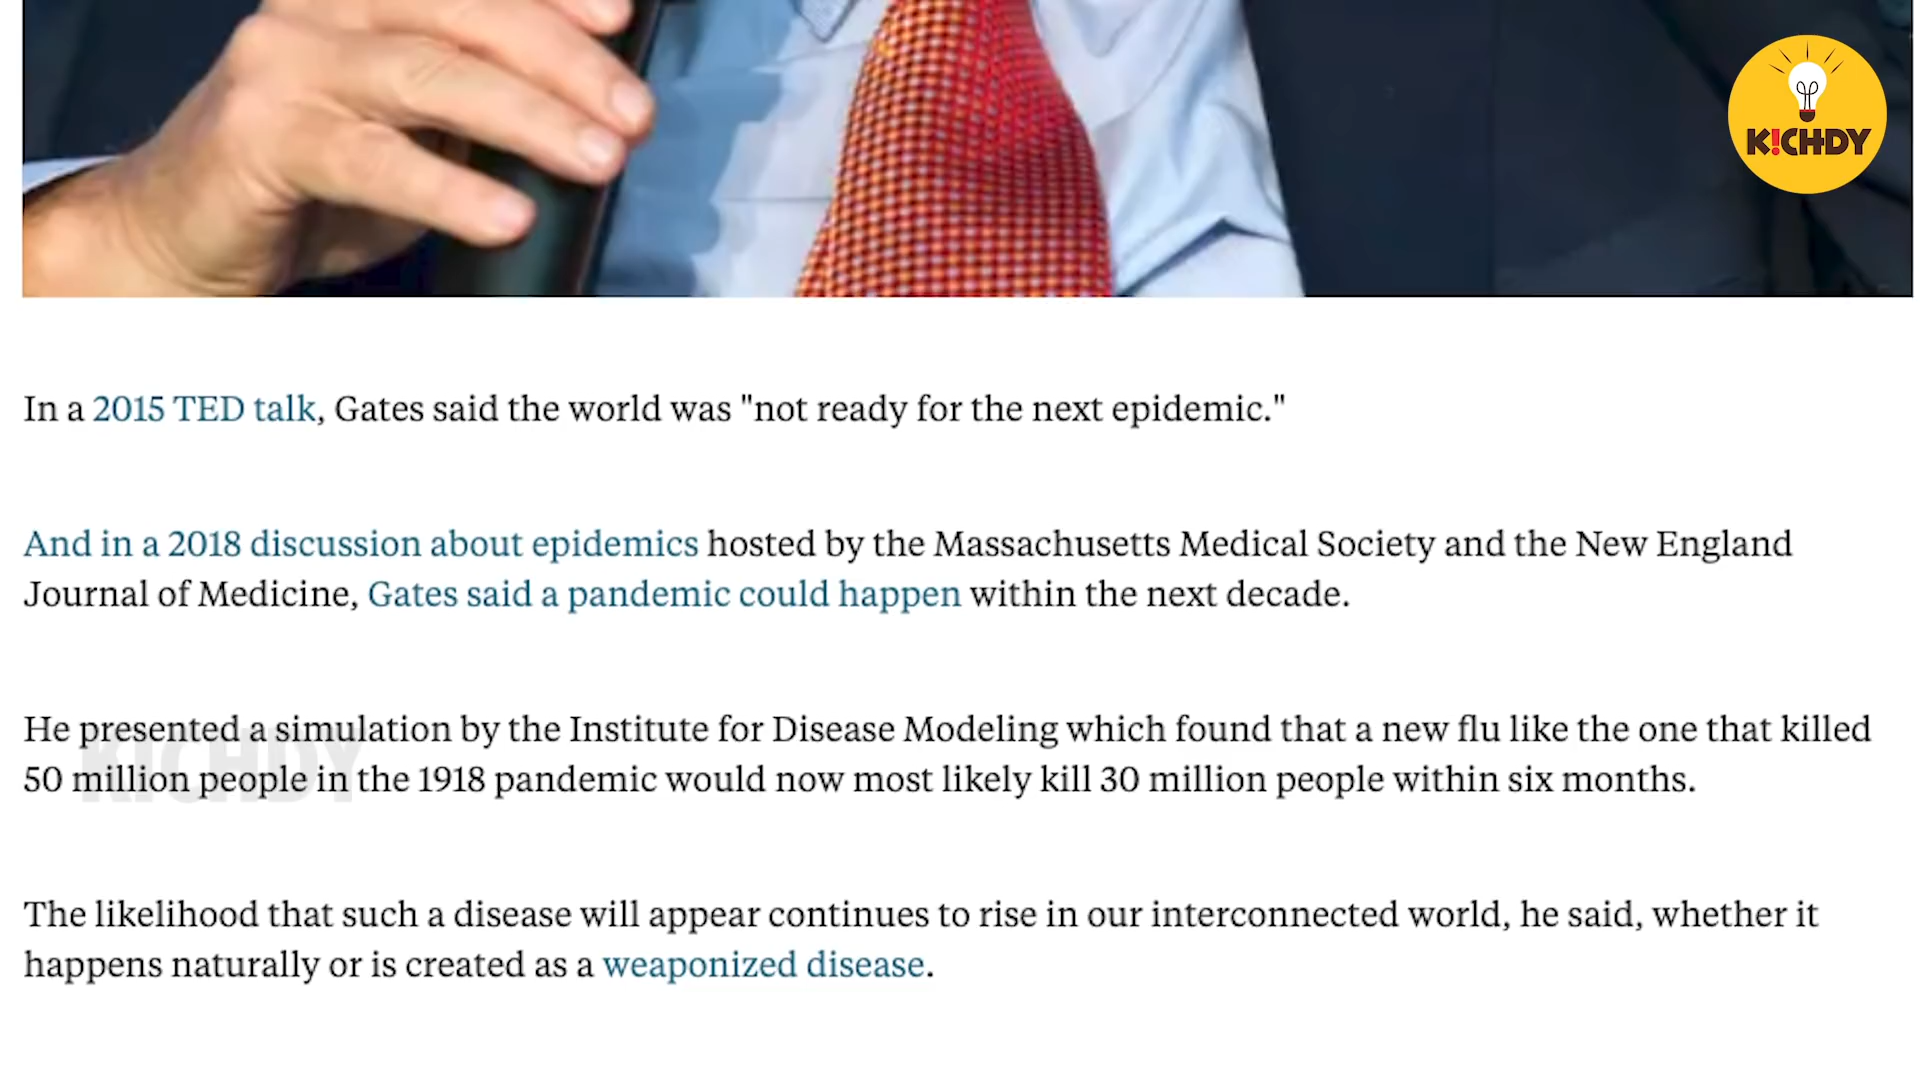 K!CHDY
In a 2015 TED talk, Gates said the world was "not ready for the next epidemic."
And in a 2018 discussion about epidemics hosted by the Massachusetts Medical Society and the New England
Journal of Medicine, Gates said a pandemic could happen within the next decade.
He presented a simulation by the Institute for Disease Modeling which found that a new flu like the one that killed
50 million people in the 1918 pandemic would now most likely kill 30 million people within six months.
KICHDY
The likelihood that such a disease will appear continues to rise in our interconnected world, he said, whether it
happens naturally or is created as a weaponized disease.